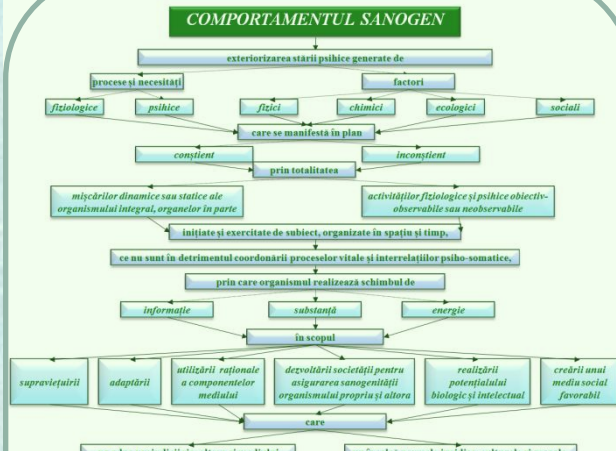 COMPORTAMENTUL SANOGEN
exteriorizarea stării psihice generate de
procese și necesități
factori
fiziologice
psihice
fizici
chimici
ecologici
sociali
care se manifestă în plan
conștient
inconștient
prin totalitatea
mișcărilor dinamice sau statice ale
organismului integral, organelor în parte
activităților fiziologice și psihice obiectiv-
observabile sau neobservabile
inițiate și exercitate de subiect, organizate în spațiu și timp,
ce nu sunt în detrimentul coordonării proceselor vitale și interrelațiilor psiho-somatice,
prin care organismul realizează schimbul de
informație
substanță
energie
în scopul
supraviețuirii
adaptării
utilizării raționale
a componentelor
mediului
dezvoltării societății pentru
asigurarea sanogenității
organismului propriu și altora
realizării
potențialului
biologic și intelectual
creării unui
mediu social
favorabil
care